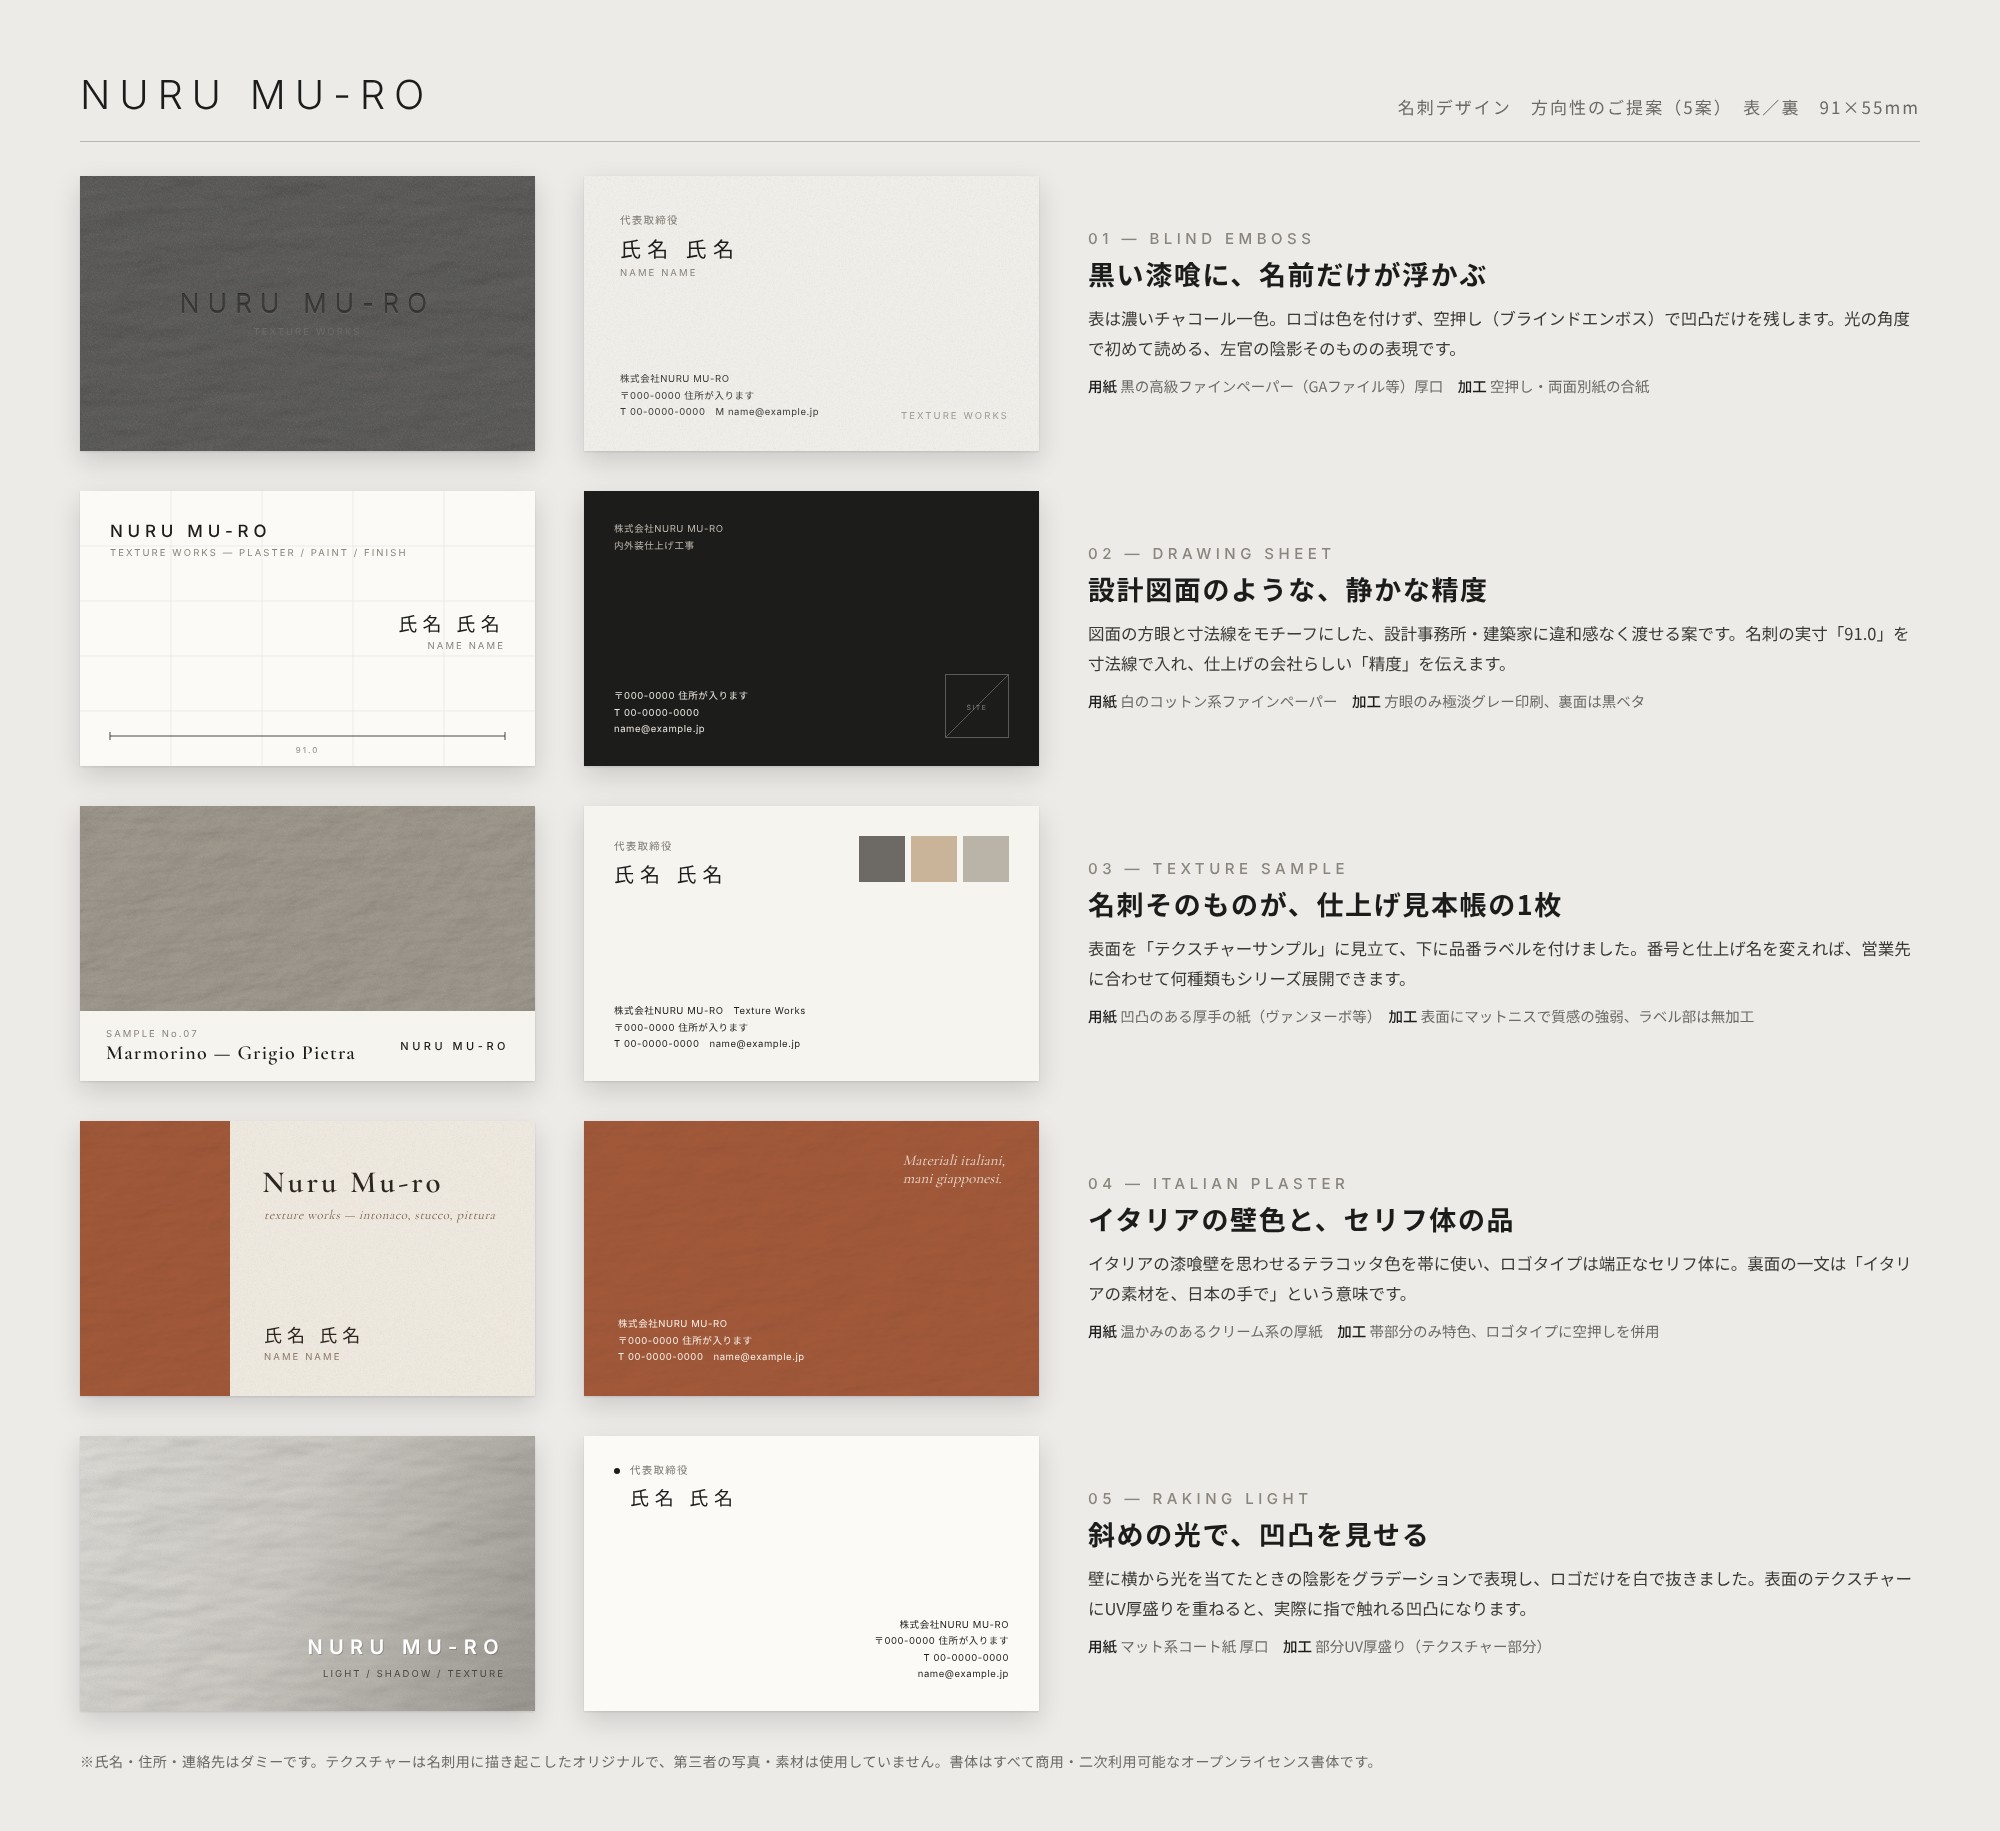 NURU MU-RO
名刺デザイン　方向性のご提案（5案）　表／裏　91×55mm
NURU MU-RO
TEXTURE WORKS
代表取締役
氏名 氏名
NAME NAME
株式会社NURU MU-RO
〒000-0000 住所が入ります
T 00-0000-0000　M name@example.jp
TEXTURE WORKS
01 — BLIND EMBOSS
黒い漆喰に、名前だけが浮かぶ
表は濃いチャコール一色。ロゴは色を付けず、空押し（ブラインドエンボス）で凹凸だけを残します。光の角度
で初めて読める、左官の陰影そのものの表現です。
用紙 黒の高級ファインペーパー（GAファイル等）厚口　加工 空押し・両面別紙の合紙
NURU MU-RO
TEXTURE WORKS — PLASTER / PAINT / FINISH
氏名 氏名
NAME NAME
91.0
株式会社NURU MU-RO
内外装仕上げ工事
〒000-0000 住所が入ります
T 00-0000-0000
name@example.jp
SITE
02 — DRAWING SHEET
設計図面のような、静かな精度
図面の方眼と寸法線をモチーフにした、設計事務所・建築家に違和感なく渡せる案です。名刺の実寸「91.0」を
寸法線で入れ、仕上げの会社らしい「精度」を伝えます。
用紙 白のコットン系ファインペーパー　加工 方眼のみ極淡グレー印刷、裏面は黒ベタ
SAMPLE No.07
Marmorino — Grigio Pietra
NURU MU-RO
代表取締役
氏名 氏名
株式会社NURU MU-RO　Texture Works
〒000-0000 住所が入ります
T 00-0000-0000　name@example.jp
03 — TEXTURE SAMPLE
名刺そのものが、仕上げ見本帳の1枚
表面を「テクスチャーサンプル」に見立て、下に品番ラベルを付けました。番号と仕上げ名を変えれば、営業先
に合わせて何種類もシリーズ展開できます。
用紙 凹凸のある厚手の紙（ヴァンヌーボ等）　加工 表面にマットニスで質感の強弱、ラベル部は無加工
Nuru Mu-ro
texture works — intonaco, stucco, pittura
氏名 氏名
NAME NAME
Materiali italiani,
mani giapponesi.
株式会社NURU MU-RO
〒000-0000 住所が入ります
T 00-0000-0000　name@example.jp
04 — ITALIAN PLASTER
イタリアの壁色と、セリフ体の品
イタリアの漆喰壁を思わせるテラコッタ色を帯に使い、ロゴタイプは端正なセリフ体に。裏面の一文は「イタリ
アの素材を、日本の手で」という意味です。
用紙 温かみのあるクリーム系の厚紙　加工 帯部分のみ特色、ロゴタイプに空押しを併用
NURU MU-RO
LIGHT / SHADOW / TEXTURE
代表取締役
氏名 氏名
株式会社NURU MU-RO
〒000-0000 住所が入ります
T 00-0000-0000
name@example.jp
05 — RAKING LIGHT
斜めの光で、凹凸を見せる
壁に横から光を当てたときの陰影をグラデーションで表現し、ロゴだけを白で抜きました。表面のテクスチャー
にUV厚盛りを重ねると、実際に指で触れる凹凸になります。
用紙 マット系コート紙 厚口　加工 部分UV厚盛り（テクスチャー部分）
※氏名・住所・連絡先はダミーです。テクスチャーは名刺用に描き起こしたオリジナルで、第三者の写真・素材は使用していません。書体はすべて商用・二次利用可能なオープンライセンス書体です。